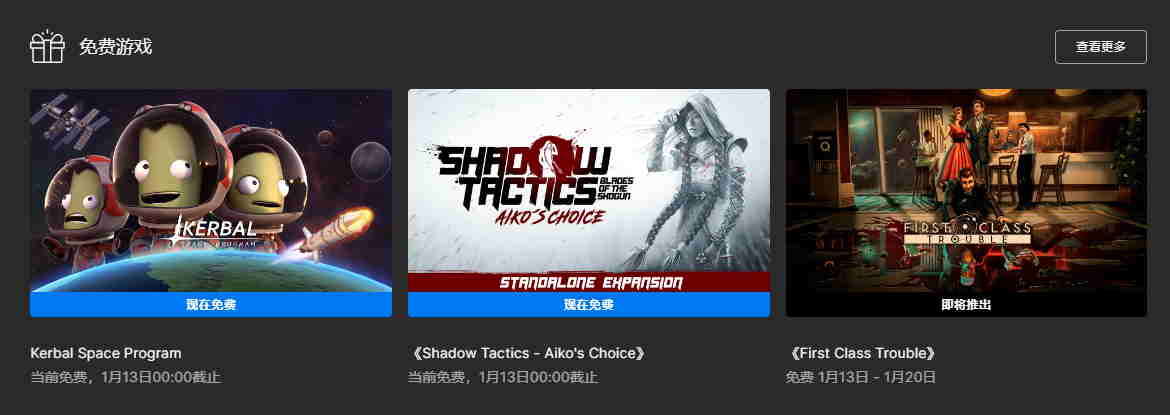 免费游戏
查看更多
KERBAL
SPACE PROGRAM
SHADOW
TACTICS
BLADES
OF THE
SHOGUN
AIKO'S CHOICE
STANDALONE EXPANSION
FIRST CLASS
TROUBLE
现在免费
现在免费
即将推出
Kerbal Space Program
《Shadow Tactics - Aiko's Choice》
《First Class Trouble》
当前免费，1月13日00:00截止
当前免费，1月13日00:00截止
免费 1月13日 - 1月20日